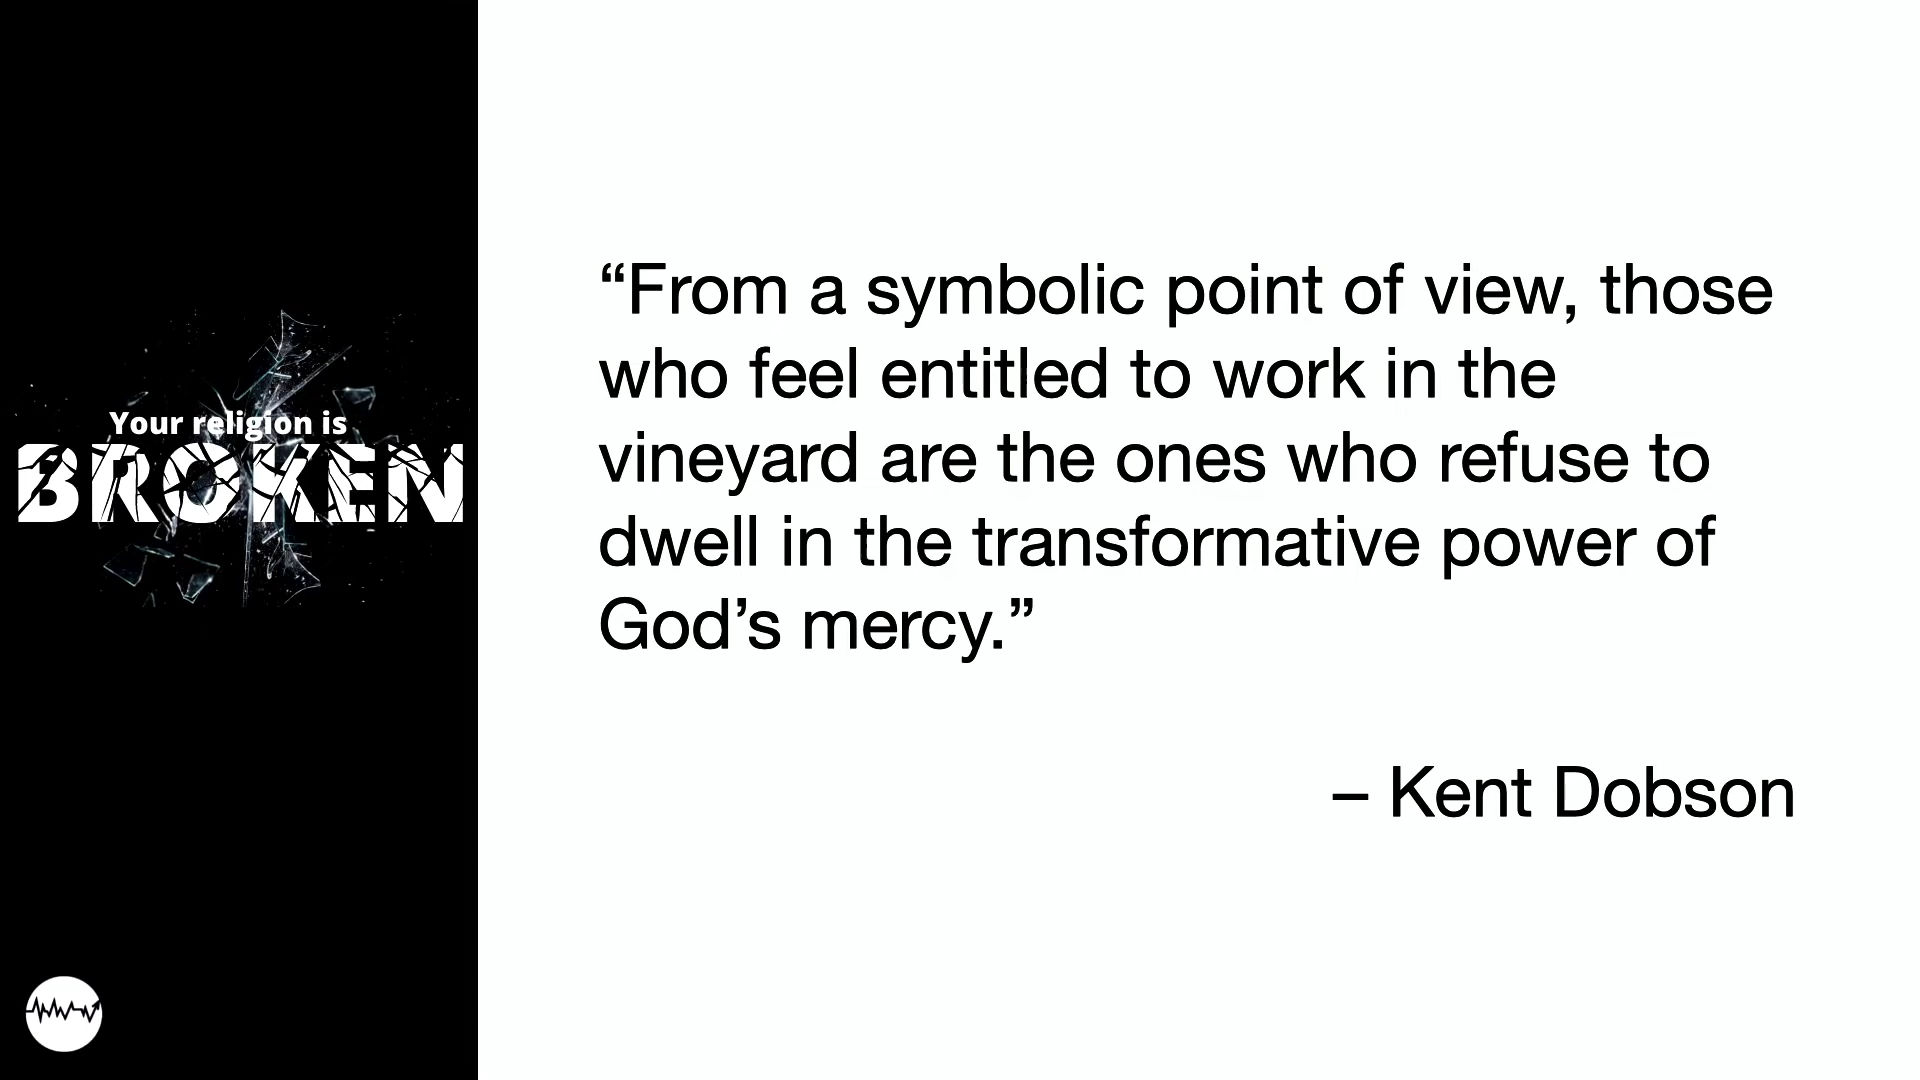 Your religion is
BROKEN
“From a symbolic point of view, those
who feel entitled to work in the
vineyard are the ones who refuse to
dwell in the transformative power of
God’s mercy.”
– Kent Dobson